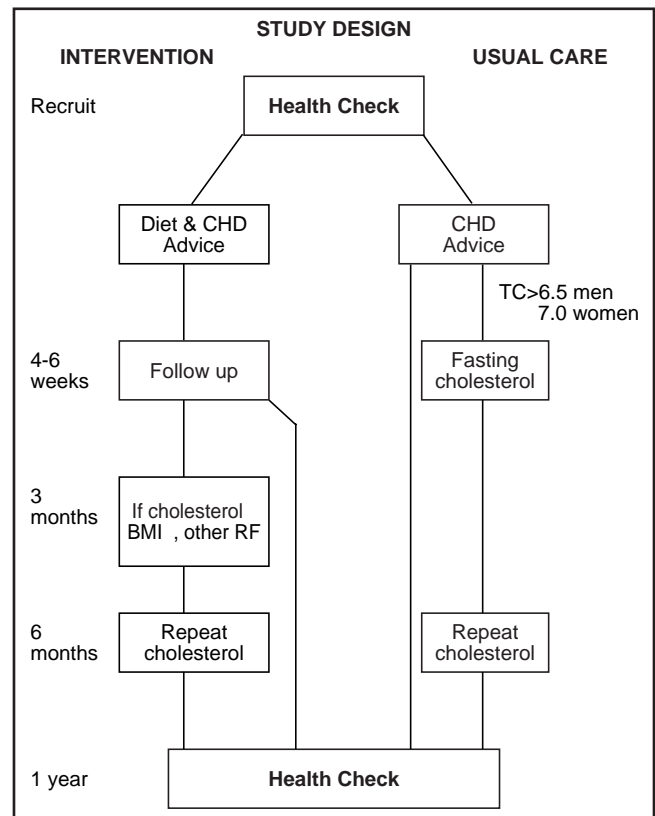 STUDY DESIGN
INTERVENTION USUAL CARE
Recruit Health Check
Diet & CHD
Advice
CHD
Advice
TC>6.5 men
7.0 women
4-6
weeks
Follow up
Fasting
cholesterol
3
months
If cholesterol
BMI , other RF
6
months
Repeat
cholesterol
Repeat
cholesterol
1 year Health Check